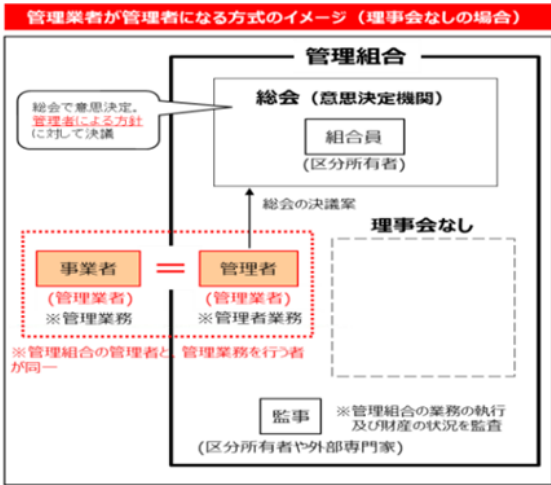 管理業者が管理者になる方式のイメージ（理事会なしの場合）
管理組合
総会（意思決定機関）
総会で意思決定。
管理者による方針
に対して決議
組合員
(区分所有者)
総会の決議案
理事会なし
事業者
=
管理者
(管理業者)
(管理業者)
※管理業務
※管理者業務
※管理組合の管理者と、管理業務を行う者
が同一
監事
※管理組合の業務の執行
及び財産の状況を監査
(区分所有者や外部専門家)